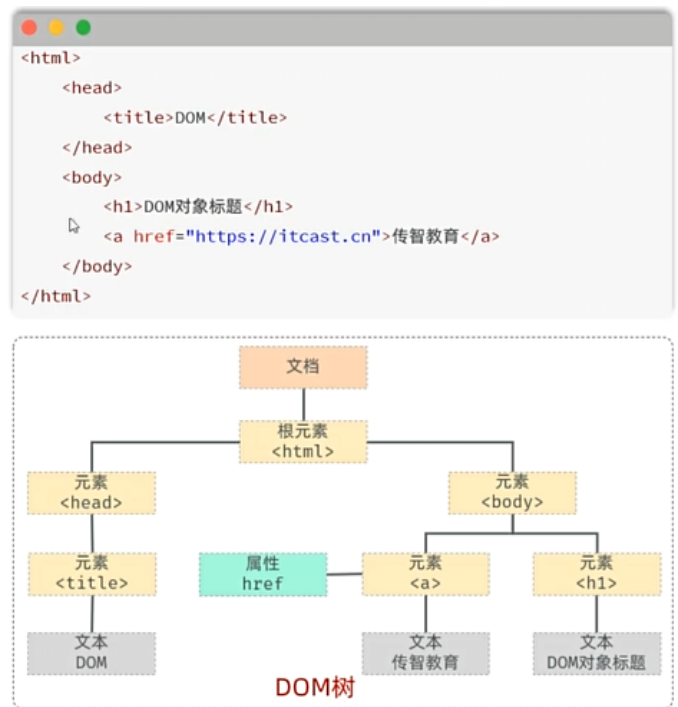 <html>
<head>
<title>DOM</title>
</head>
<body>
<h1>DOM对象标题</h1>
<a href="https://itcast.cn">传智教育</a>
</body>
</html>
文档
根元素
<html>
元素
<head>
元素
<body>
元素
<title>
属性
href
元素
<a>
元素
<h1>
文本
DOM
文本
传智教育
文本
DOM对象标题
DOM树